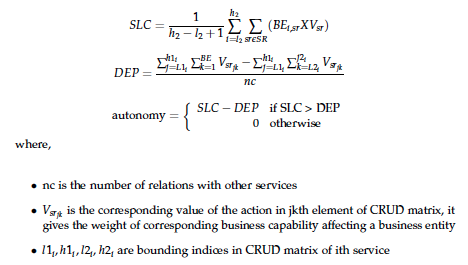 SLC = \frac{1}{h_2 - l_2 + 1} \sum_{i=l_2}^{h_2} \sum_{sr \in SR} (BE_{i,sr} X V_{sr})
DEP = \frac{\sum_{j=L1_i}^{h1_i} \sum_{k=1}^{BE} V_{sr_{jk}} - \sum_{j=L1_i}^{h1_i} \sum_{k=L2_i}^{l2_i} V_{sr_{jk}}}{nc}
autonomy = \begin{cases} SLC - DEP & \text{if SLC > DEP} \\ 0 & \text{otherwise} \end{cases}
where,
• nc is the number of relations with other services
• V_{sr_{jk}} is the corresponding value of the action in jkth element of CRUD matrix, it
gives the weight of corresponding business capability affecting a business entity
• l1_i, h1_i, l2_i, h2_i are bounding indices in CRUD matrix of ith service